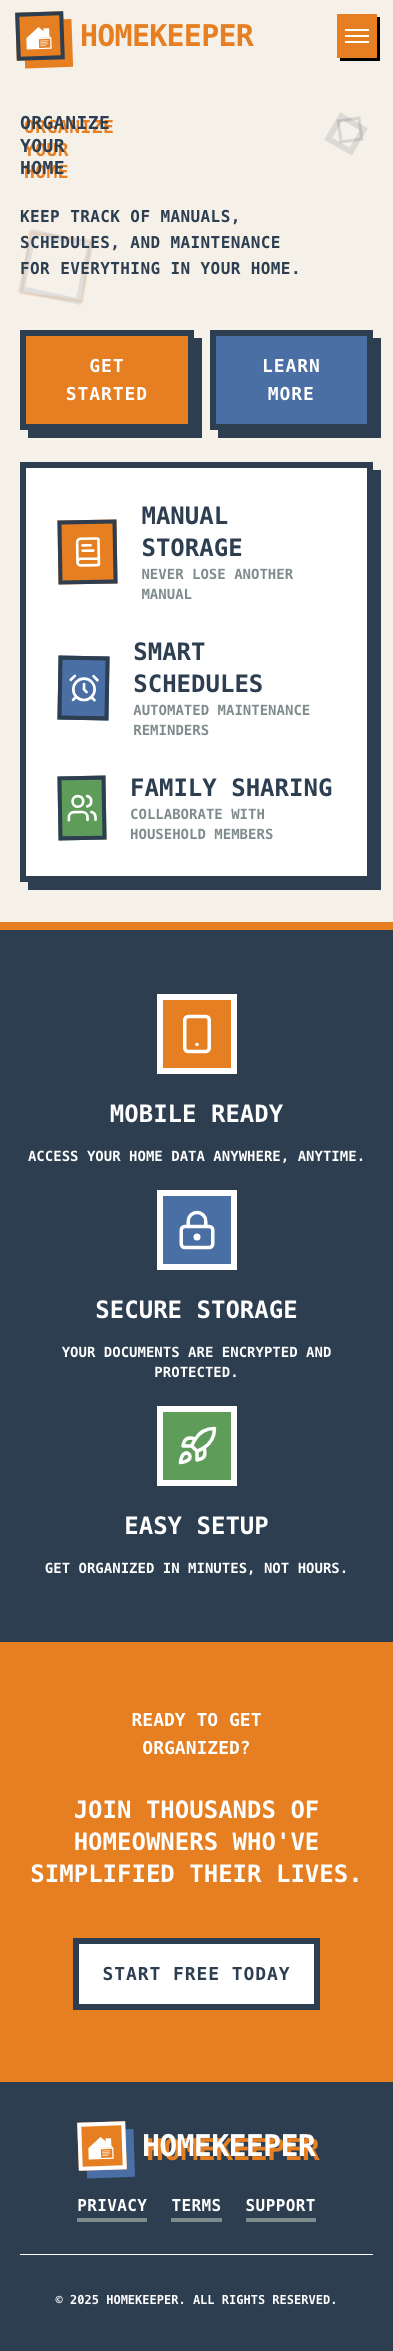 HOMEKEEPER
ORGANIZE
YOUR
HOME
KEEP TRACK OF MANUALS,
SCHEDULES, AND MAINTENANCE
FOR EVERYTHING IN YOUR HOME.
GET
STARTED
LEARN
MORE
MANUAL
STORAGE
NEVER LOSE ANOTHER
MANUAL
SMART
SCHEDULES
AUTOMATED MAINTENANCE
REMINDERS
FAMILY SHARING
COLLABORATE WITH
HOUSEHOLD MEMBERS
MOBILE READY
ACCESS YOUR HOME DATA ANYWHERE, ANYTIME.
SECURE STORAGE
YOUR DOCUMENTS ARE ENCRYPTED AND
PROTECTED.
EASY SETUP
GET ORGANIZED IN MINUTES, NOT HOURS.
READY TO GET
ORGANIZED?
JOIN THOUSANDS OF
HOMEOWNERS WHO'VE
SIMPLIFIED THEIR LIVES.
START FREE TODAY
HOMEKEEPER
PRIVACY TERMS SUPPORT
© 2025 HOMEKEEPER. ALL RIGHTS RESERVED.